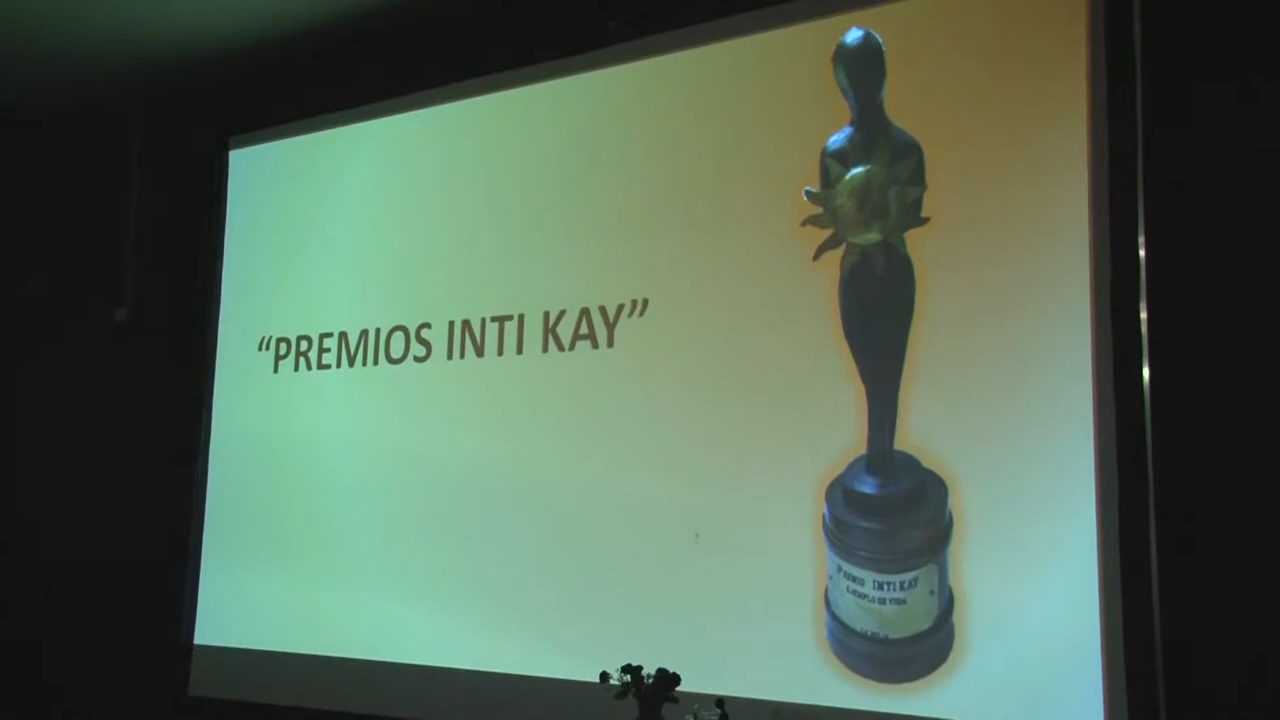 “PREMIOS INTI KAY”
PREMIO INTI KAY
EJEMPLO DE VIDA